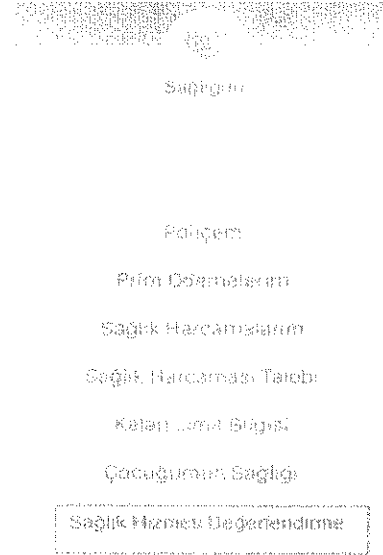 Sağlığım
Poliçem
Prim Ödemelerim
Sağlık Harcamalarım
Sağlık Harcaması Talebi
Kalan Limit Bilgisi
Çocuğumun Sağlığı
Sağlık Hizmeti Değerlendirme